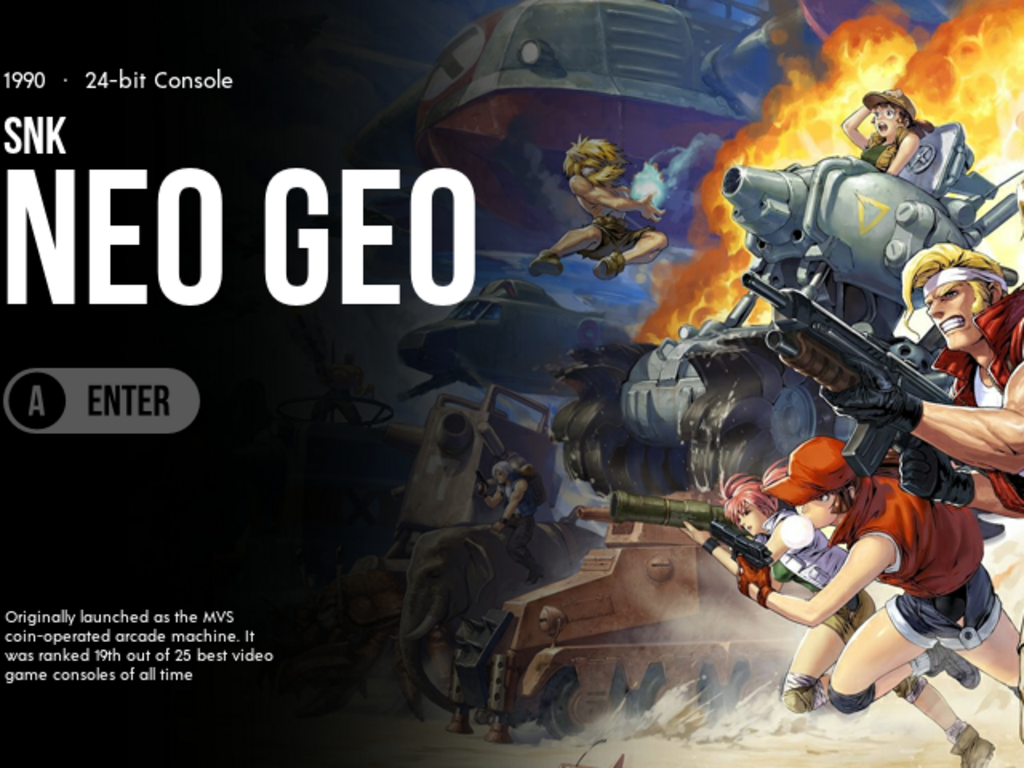 1990 · 24-bit Console
SNK
NEO GEO
A ENTER
Originally launched as the MVS
coin-operated arcade machine. It
was ranked 19th out of 25 best video
game consoles of all time